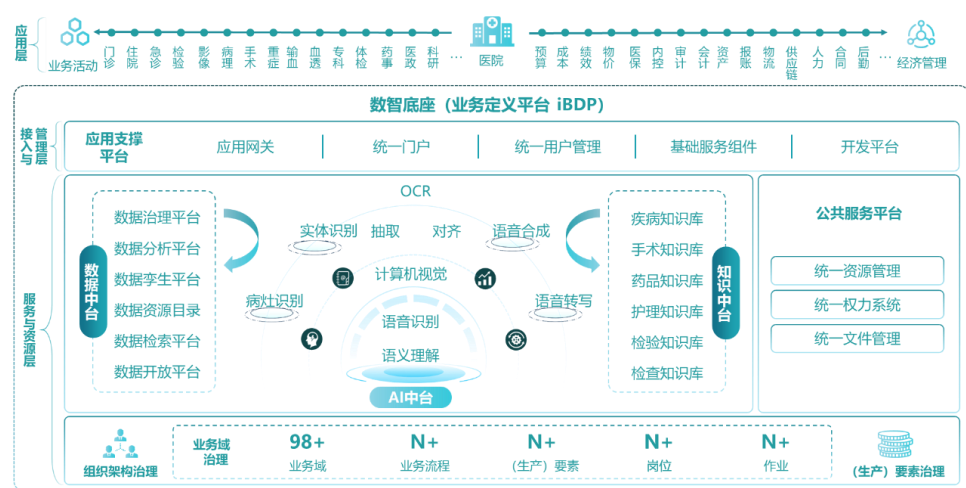 应用层
业务活动
门诊
住院
急诊
检验
影像
病理
手术
重症
输血
血透
专科
体检
药事
医政
科研
…
医院
预算
成本
绩效
物价
医保
内控
审计
会计
资产
报账
物流
供应链
人力
合同
后勤
…
经济管理
数智底座（业务定义平台 iBDP）
接入与管理层
应用支撑
平台
应用网关
统一门户
统一用户管理
基础服务组件
开发平台
服务与资源层
数据中台
数据治理平台
数据分析平台
数据孪生平台
数据资源目录
数据检索平台
数据开放平台
OCR
实体识别
抽取
对齐
语音合成
计算机视觉
病灶识别
语音转写
语音识别
语义理解
AI中台
疾病知识库
手术知识库
药品知识库
护理知识库
检验知识库
检查知识库
知识中台
公共服务平台
统一资源管理
统一权力系统
统一文件管理
组织架构治理
业务域
治理
98+
业务域
N+
业务流程
N+
（生产）要素
N+
岗位
N+
作业
（生产）要素治理